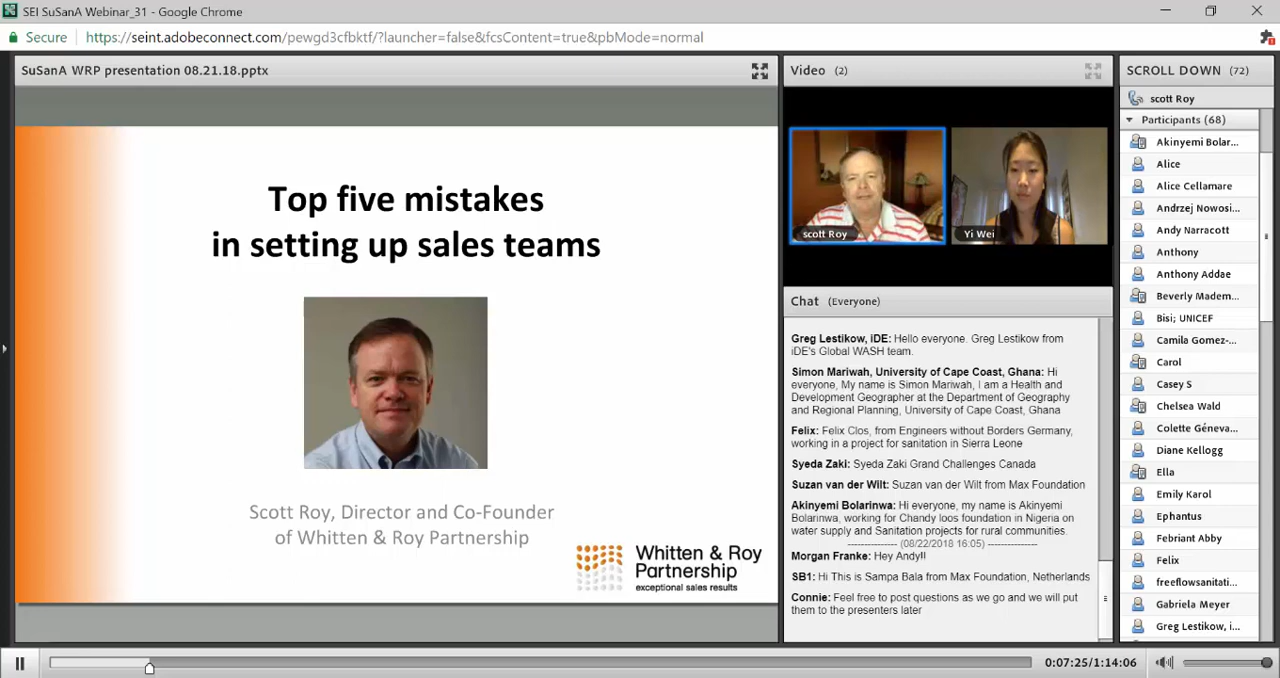 SEI SuSanA Webinar_31 - Google Chrome
Secure
https://seint.adobeconnect.com/pewgd3cfbktf/?launcher=false&fcsContent=true&pbMode=normal
SuSanA WRP presentation 08.21.18.pptx
Top five mistakes
in setting up sales teams
Scott Roy, Director and Co-Founder
of Whitten & Roy Partnership
Whitten & Roy
Partnership
exceptional sales results
Video (2)
scott Roy
Yi Wei
Chat (Everyone)
Greg Lestikow, iDE: Hello everyone. Greg Lestikow from
iDE's Global WASH team.
Simon Mariwah, University of Cape Coast, Ghana: Hi
everyone, My name is Simon Mariwah, I am a Health and
Development Geographer at the Department of Geography
and Regional Planning, University of Cape Coast, Ghana
Felix: Felix Clos, from Engineers without Borders Germany,
working in a project for sanitation in Sierra Leone
Syeda Zaki: Syeda Zaki Grand Challenges Canada
Suzan van der Wilt: Suzan van der Wilt from Max Foundation
Akinyemi Bolarinwa: Hi everyone, my name is Akinyemi
Bolarinwa, working for Chandy loos foundation in Nigeria on
water supply and Sanitation projects for rural communities.
--------------- (08/22/2018 16:05) ---------------
Morgan Franke: Hey Andy!!
SB1: Hi This is Sampa Bala from Max Foundation, Netherlands
Connie: Feel free to post questions as we go and we will put
them to the presenters later
SCROLL DOWN (72)
scott Roy
Participants (68)
Akinyemi Bolar...
Alice
Alice Cellamare
Andrzej Nowosi...
Andy Narracott
Anthony
Anthony Addae
Beverly Madem...
Bisi; UNICEF
Camila Gomez-...
Carol
Casey S
Chelsea Wald
Colette Géneva...
Diane Kellogg
Ella
Emily Karol
Ephantus
Febriant Abby
Felix
freeflowsanitati...
Gabriela Meyer
Greg Lestikow, i...
0:07:25/1:14:06